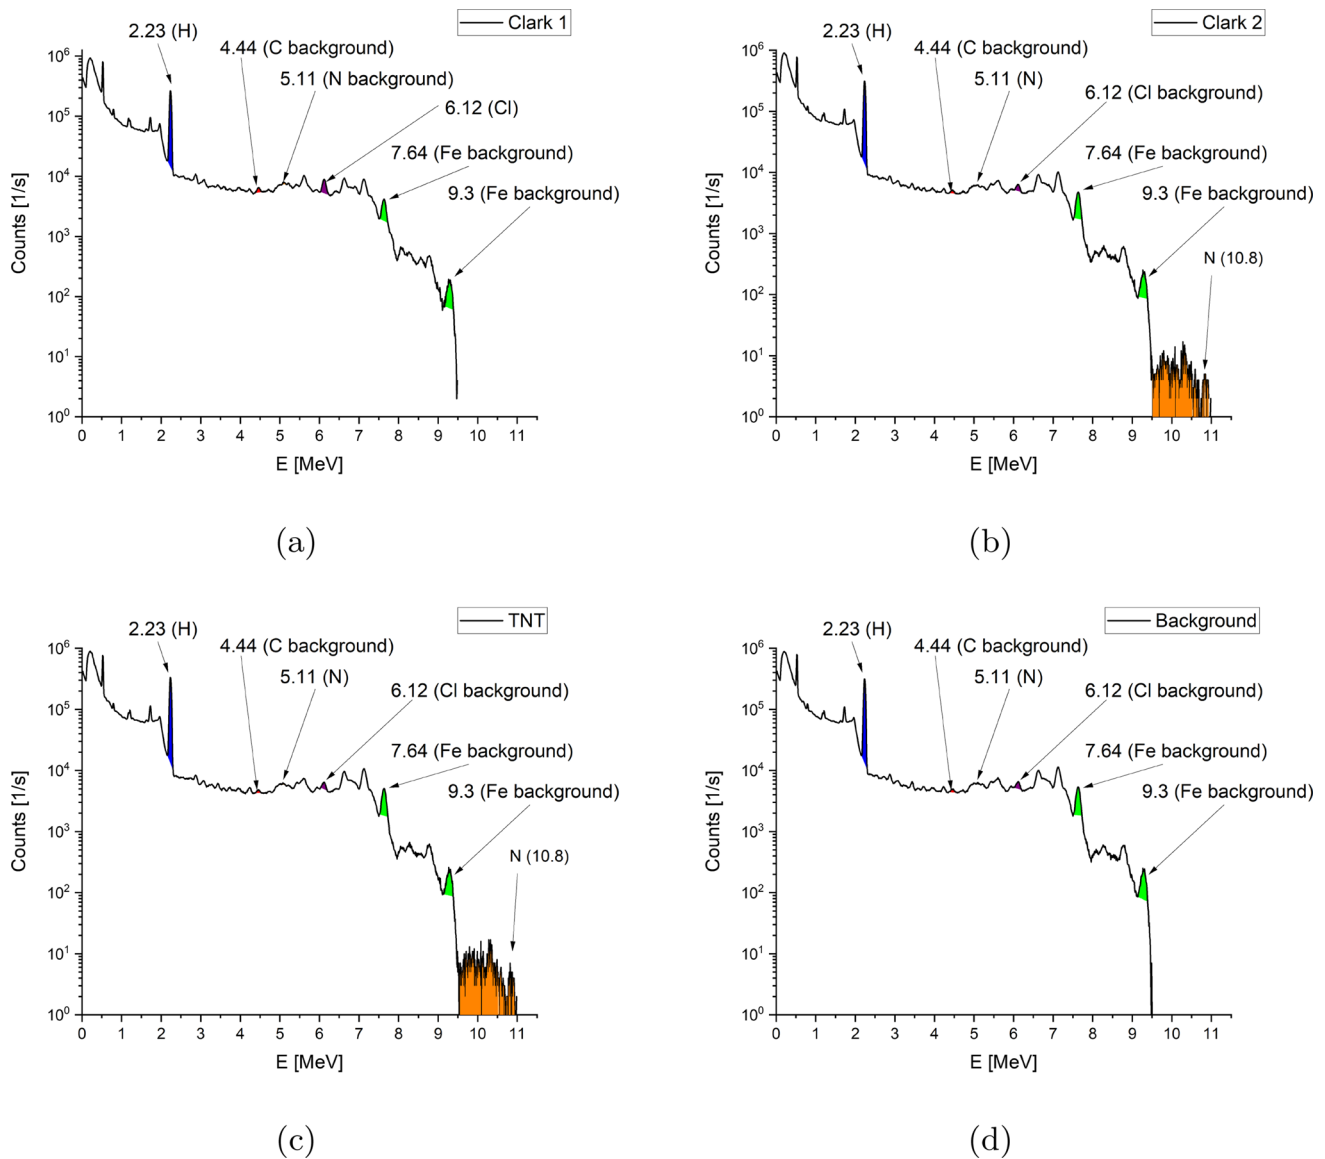 Clark 1
2.23 (H)
4.44 (C background)
5.11 (N background)
6.12 (Cl)
7.64 (Fe background)
9.3 (Fe background)
Counts [1/s]
10⁶
10⁵
10⁴
10³
10²
10¹
10⁰
0 1 2 3 4 5 6 7 8 9 10 11
E [MeV]
(a)
Clark 2
2.23 (H)
4.44 (C background)
5.11 (N)
6.12 (Cl background)
7.64 (Fe background)
9.3 (Fe background)
N (10.8)
Counts [1/s]
10⁶
10⁵
10⁴
10³
10²
10¹
10⁰
0 1 2 3 4 5 6 7 8 9 10 11
E [MeV]
(b)
TNT
2.23 (H)
4.44 (C background)
5.11 (N)
6.12 (Cl background)
7.64 (Fe background)
9.3 (Fe background)
N (10.8)
Counts [1/s]
10⁶
10⁵
10⁴
10³
10²
10¹
10⁰
0 1 2 3 4 5 6 7 8 9 10 11
E [MeV]
(c)
Background
2.23 (H)
4.44 (C background)
5.11 (N)
6.12 (Cl background)
7.64 (Fe background)
9.3 (Fe background)
Counts [1/s]
10⁶
10⁵
10⁴
10³
10²
10¹
10⁰
0 1 2 3 4 5 6 7 8 9 10 11
E [MeV]
(d)